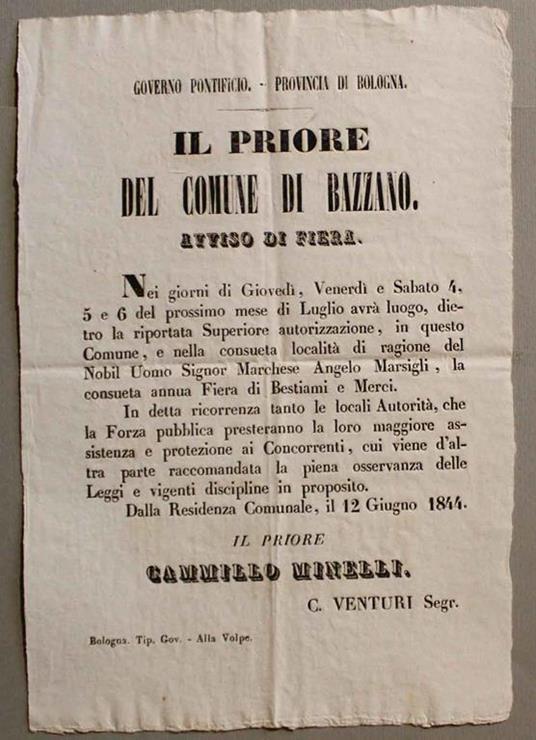 GOVERNO PONTIFICIO. - PROVINCIA DI BOLOGNA.
IL PRIORE
DEL COMUNE DI BAZZANO.
AVVISO DI FIERA.
Nei giorni di Giovedì, Venerdì e Sabato 4,
5 e 6 del prossimo mese di Luglio avrà luogo, die-
tro la riportata Superiore autorizzazione, in questo
Comune, e nella consueta località di ragione del
Nobil Uomo Signor Marchese Angelo Marsigli, la
consueta annua Fiera di Bestiami e Merci.
In detta ricorrenza tanto le locali Autorità, che
la Forza pubblica presteranno la loro maggiore as-
sistenza e protezione ai Concorrenti, cui viene d'al-
tra parte raccomandata la piena osservanza delle
Leggi e vigenti discipline in proposito.
Dalla Residenza Comunale, il 12 Giugno 1844.
IL PRIORE
CAMMILLO MINELLI.
C. VENTURI Segr.
Bologna. Tip. Gov. - Alla Volpe.